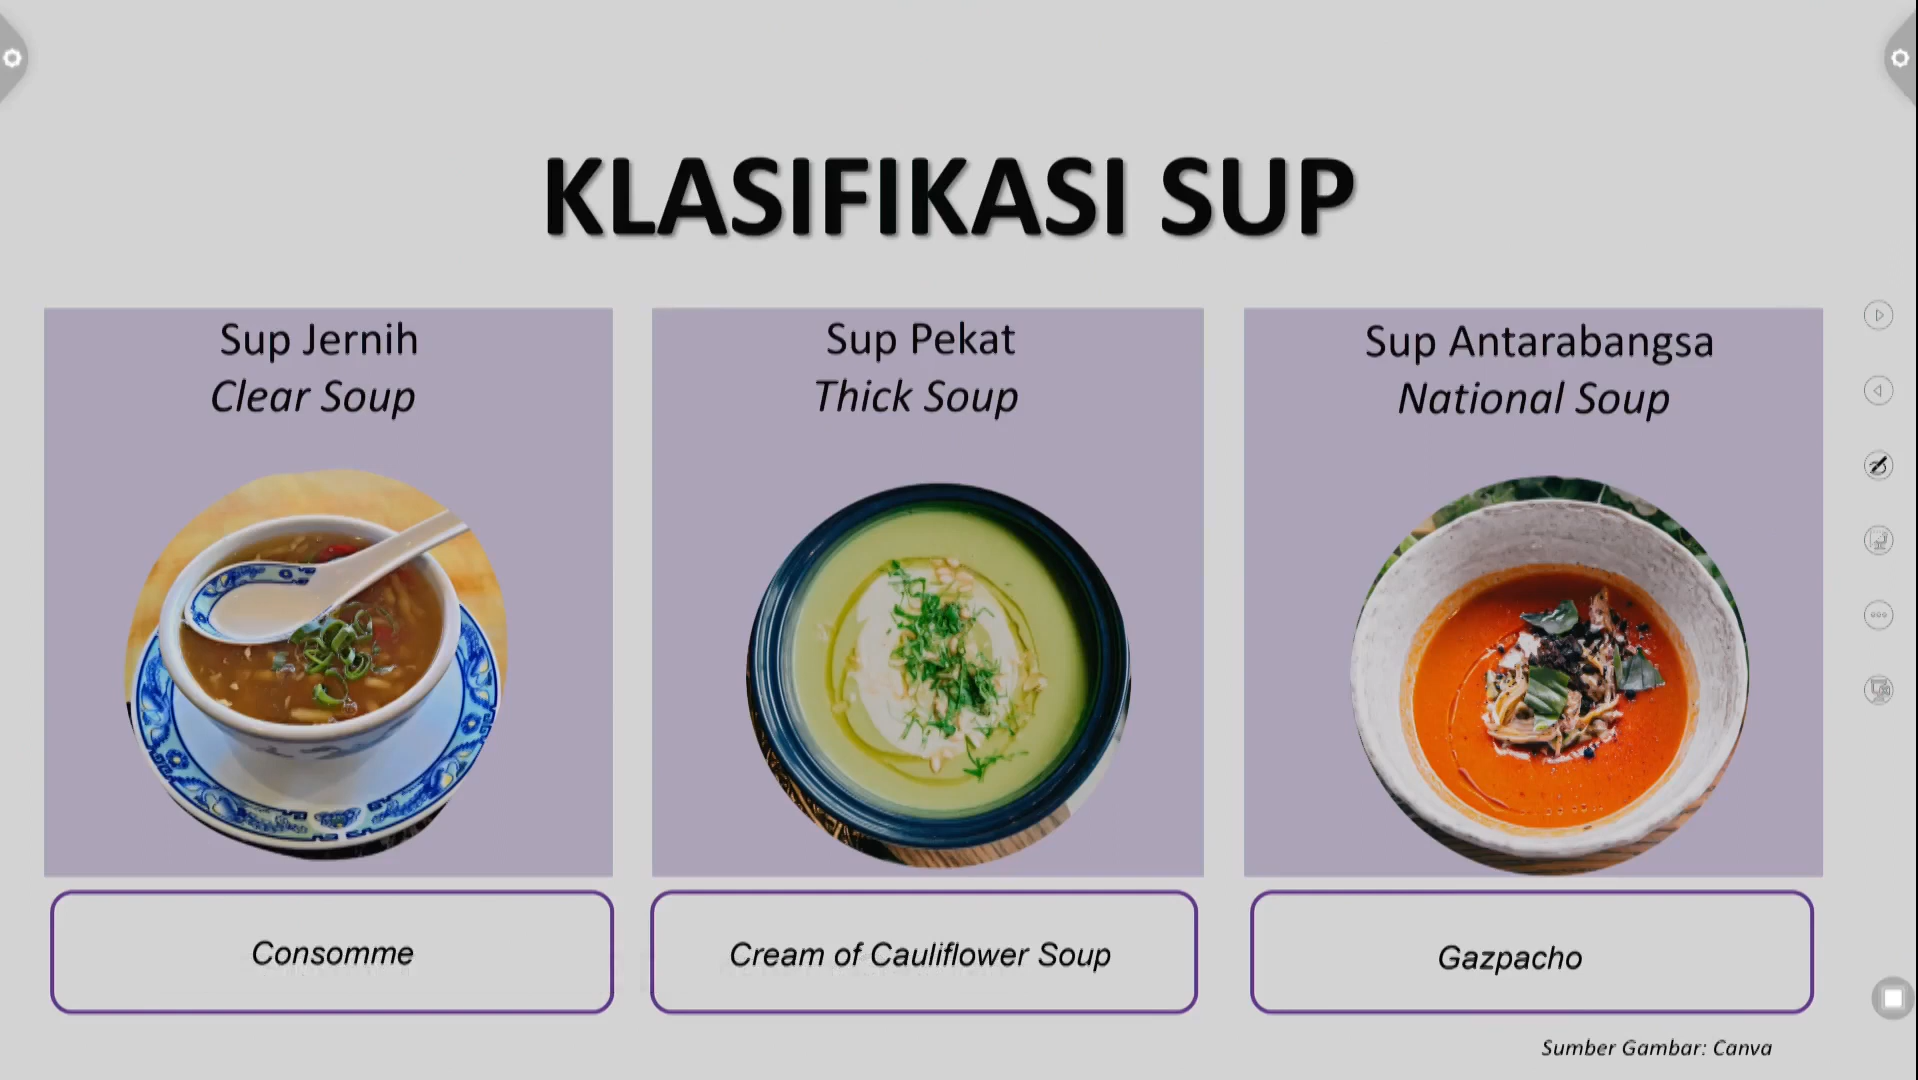 KLASIFIKASI SUP
Sup Jernih
Clear Soup
Sup Pekat
Thick Soup
Sup Antarabangsa
National Soup
Consomme
Cream of Cauliflower Soup
Gazpacho
Sumber Gambar: Canva